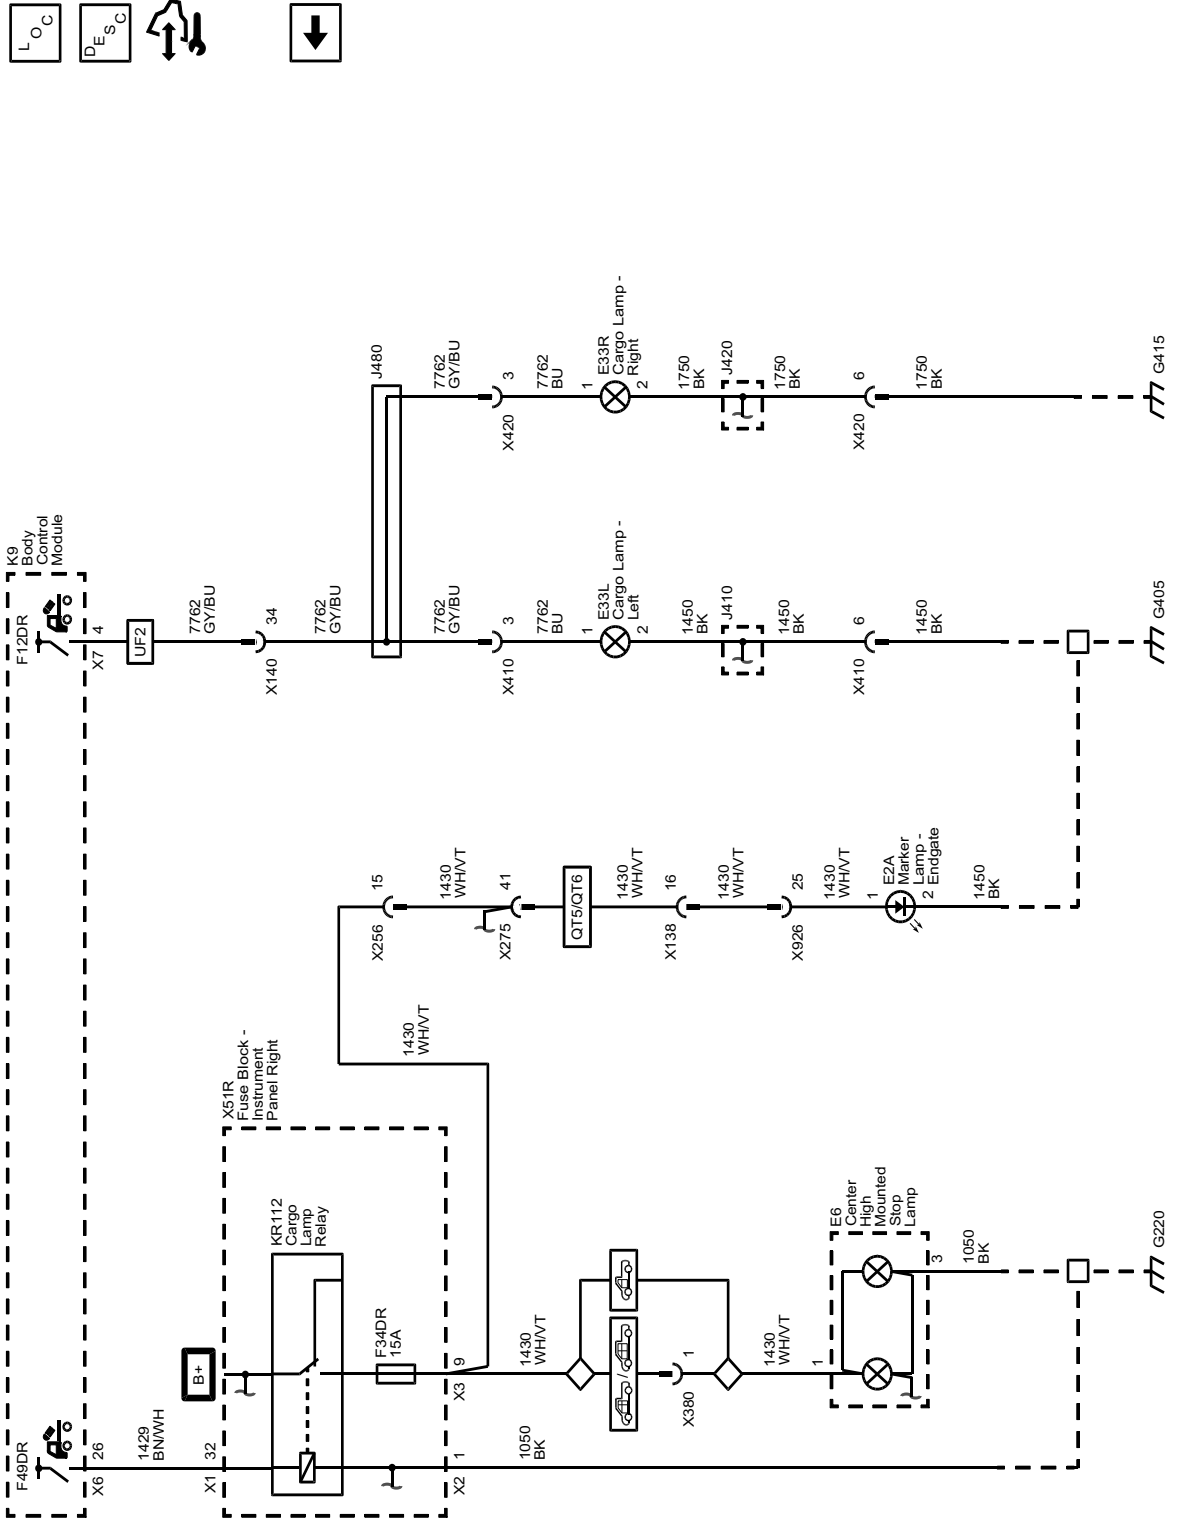 L O C
D E S C
K9
Body
Control
Module
F12DR
X7 4
UF2
7762
GY/BU
X140 34
7762
GY/BU
J480
7762
GY/BU
X410 3
7762
BU
1
E33L
Cargo Lamp -
Left
2
1450
BK
J410
1450
BK
X410 6
1450
BK
G405
7762
GY/BU
X420 3
7762
BU
1
E33R
Cargo Lamp -
Right
2
1750
BK
J420
1750
BK
X420 6
1750
BK
G415
F49DR
X6 26
1429
BN/WH
X1 32
B+
X51R
Fuse Block -
Instrument
Panel Right
KR112
Cargo
Lamp
Relay
F34DR
15A
X2 1
X3 9
1050
BK
1430
WH/VT
/
X380 1
1430
WH/VT
1
E6
Center
High
Mounted
Stop
Lamp
3
1050
BK
G220
1430
WH/VT
X256 15
1430
WH/VT
X275 41
QT5/QT6
1430
WH/VT
X138 16
1430
WH/VT
X926 25
1430
WH/VT
1
E2A
Marker
Lamp -
Endgate
2
1450
BK